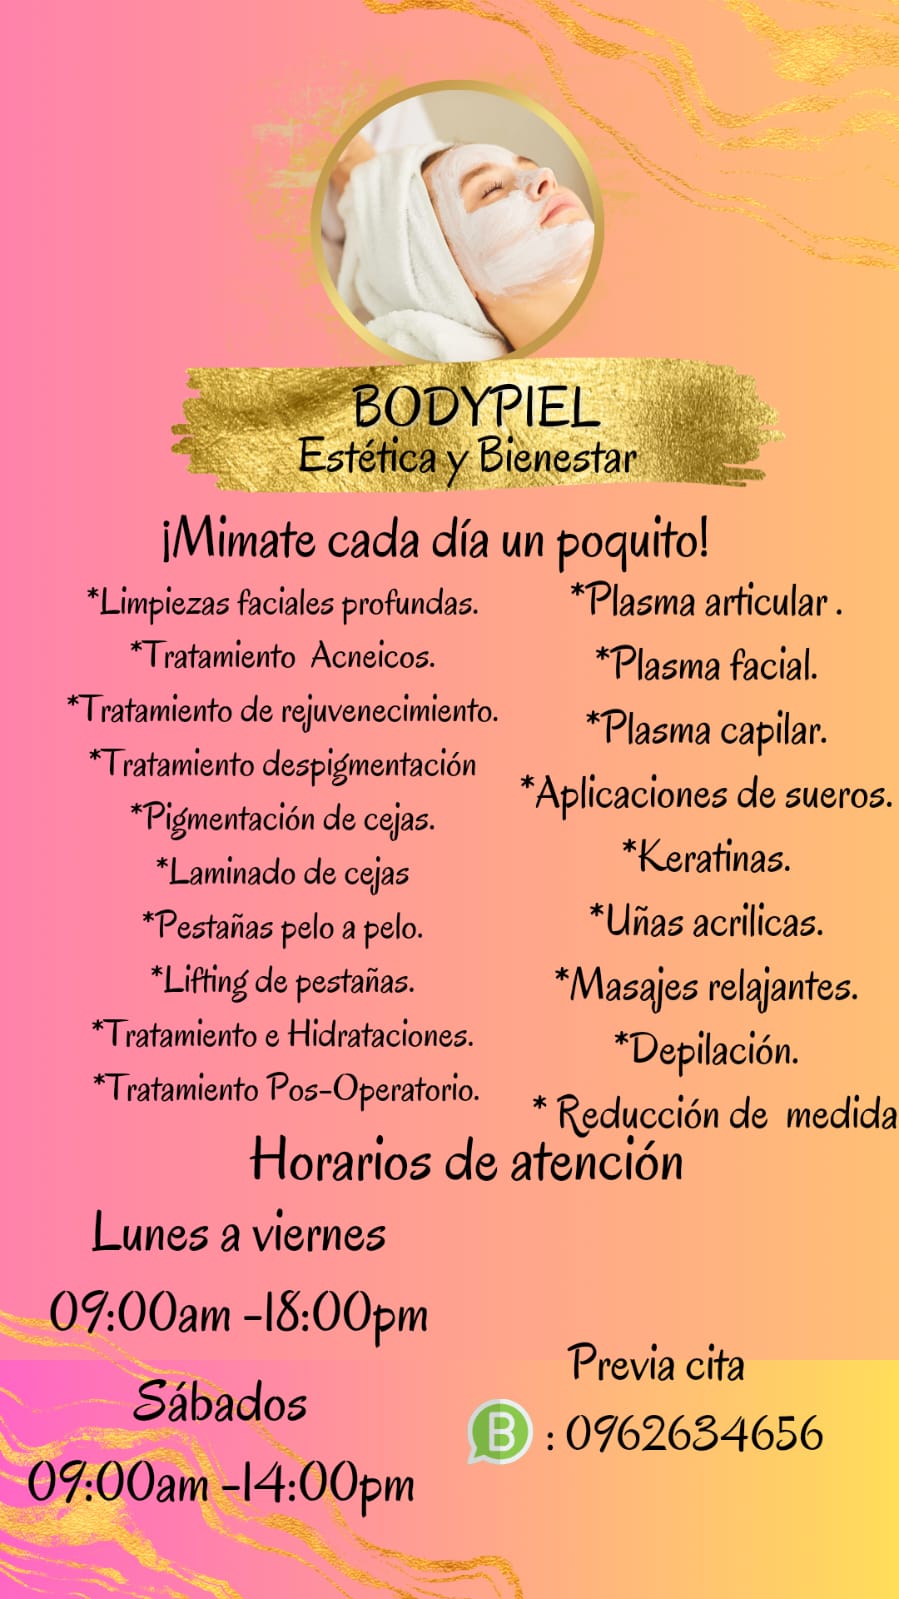 BODYPIEL
Estética y Bienestar
¡Mimate cada día un poquito!
*Limpiezas faciales profundas.
*Tratamiento Acneicos.
*Tratamiento de rejuvenecimiento.
*Tratamiento despigmentación
*Pigmentación de cejas.
*Laminado de cejas
*Pestañas pelo a pelo.
*Lifting de pestañas.
*Tratamiento e Hidrataciones.
*Tratamiento Pos-Operatorio.
*Plasma articular .
*Plasma facial.
*Plasma capilar.
*Aplicaciones de sueros.
*Keratinas.
*Uñas acrilicas.
*Masajes relajantes.
*Depilación.
* Reducción de medida
Horarios de atención
Lunes a viernes
09:00am -18:00pm
Sábados
09:00am -14:00pm
Previa cita
B : 0962634656